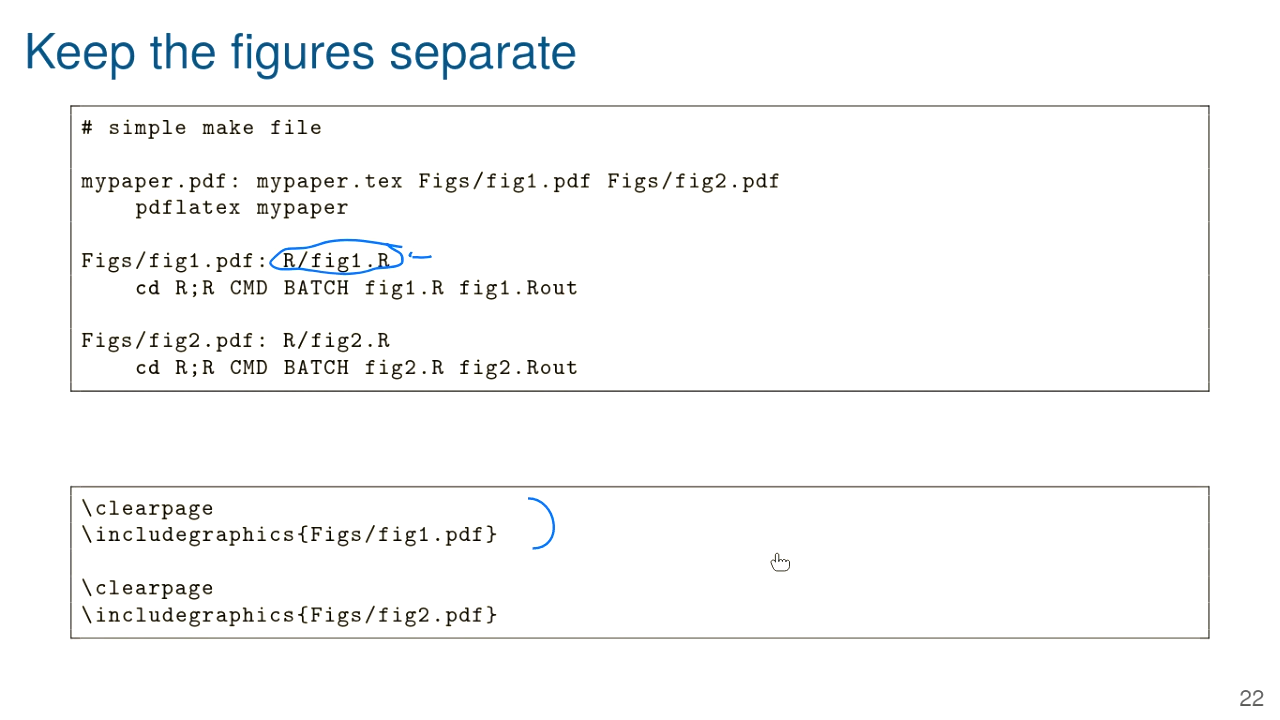 Keep the figures separate
# simple make file
mypaper.pdf: mypaper.tex Figs/fig1.pdf Figs/fig2.pdf
pdflatex mypaper
Figs/fig1.pdf: R/fig1.R
cd R;R CMD BATCH fig1.R fig1.Rout
Figs/fig2.pdf: R/fig2.R
cd R;R CMD BATCH fig2.R fig2.Rout
\clearpage
\includegraphics{Figs/fig1.pdf}
\clearpage
\includegraphics{Figs/fig2.pdf}
22